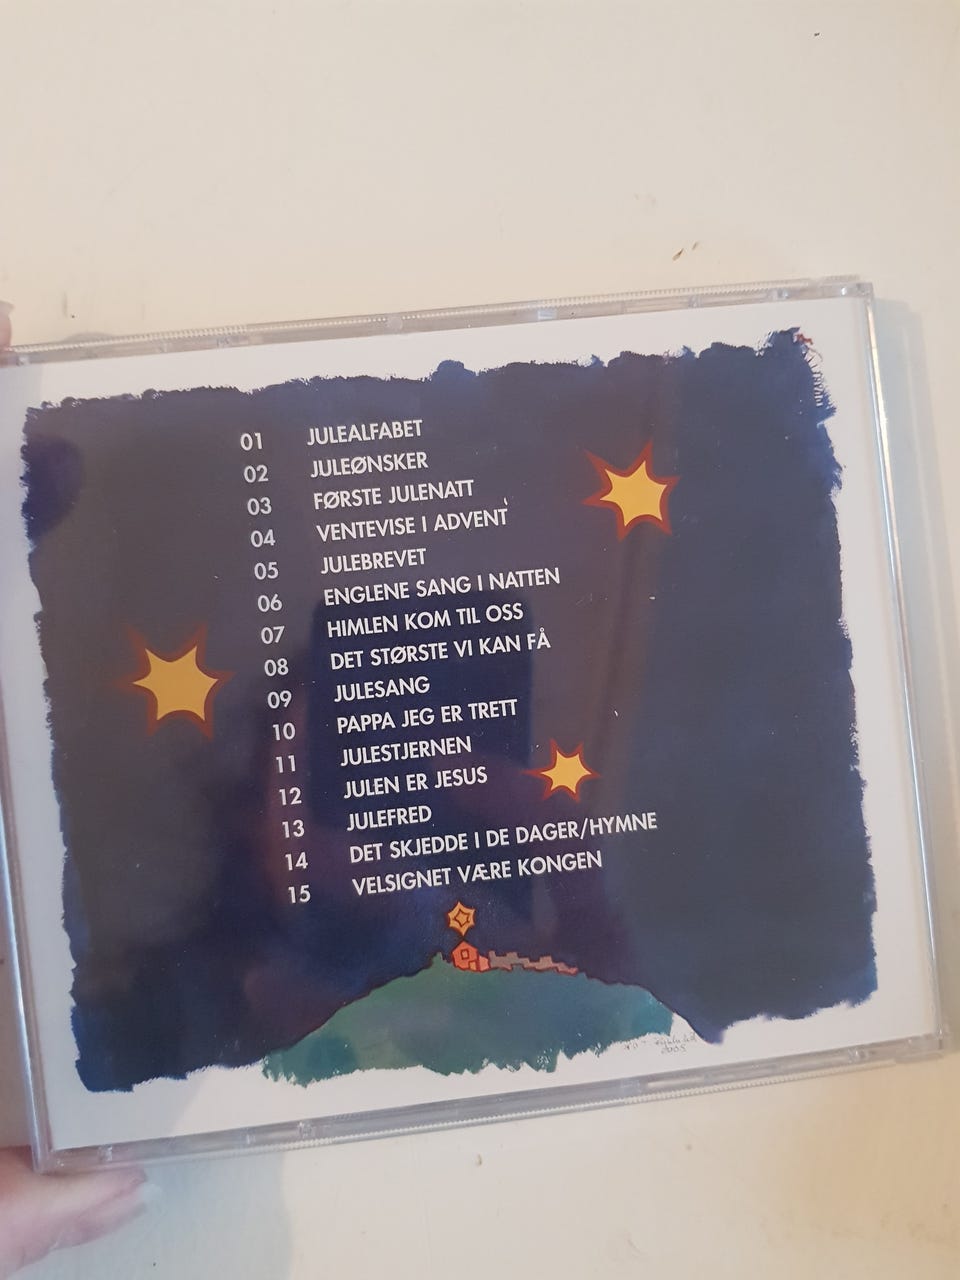 01 JULEALFABET
02 JULEØNSKER
03 FØRSTE JULENATT
04 VENTEVISE I ADVENT
05 JULEBREVET
06 ENGLENE SANG I NATTEN
07 HIMLEN KOM TIL OSS
08 DET STØRSTE VI KAN FÅ
09 JULESANG
10 PAPPA JEG ER TRETT
11 JULESTJERNEN
12 JULEN ER JESUS
13 JULEFRED
14 DET SKJEDDE I DE DAGER/HYMNE
15 VELSIGNET VÆRE KONGEN
2005